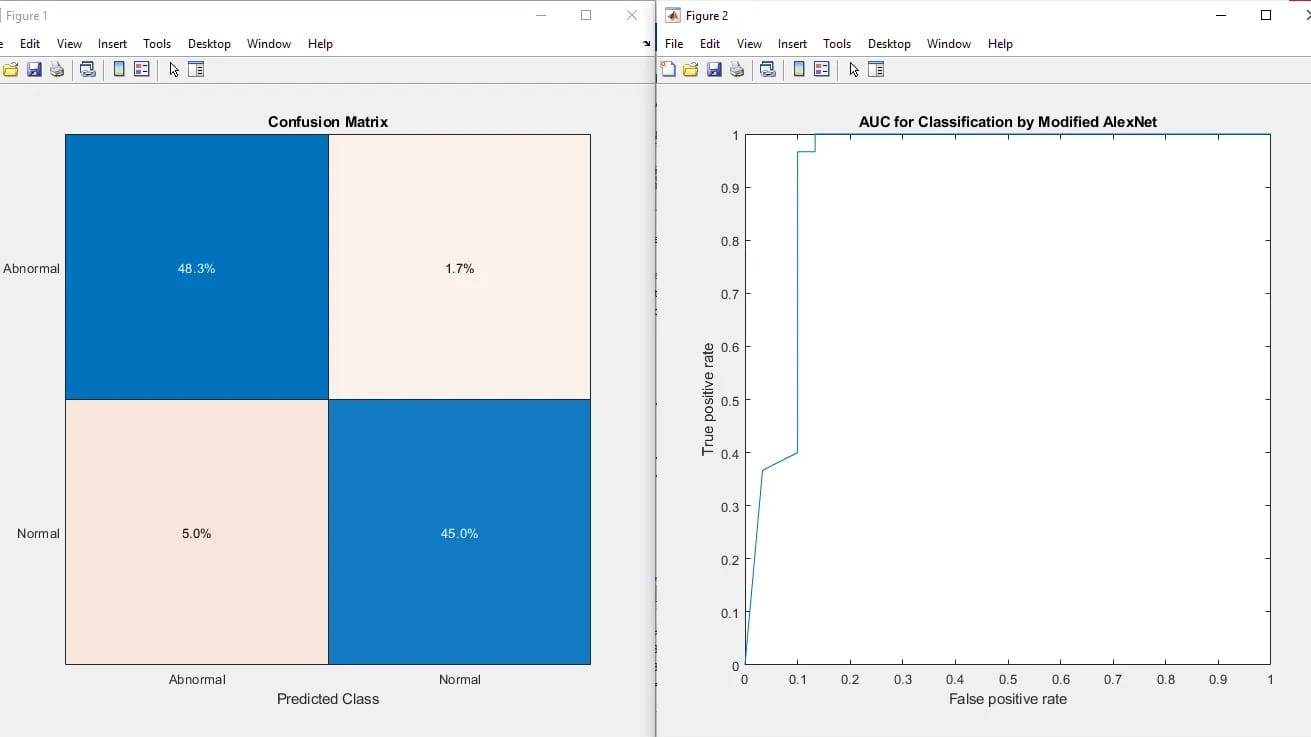 Figure 1
Edit View Insert Tools Desktop Window Help
Confusion Matrix
Abnormal
48.3%
1.7%
Normal
5.0%
45.0%
Abnormal
Normal
Predicted Class
Figure 2
File Edit View Insert Tools Desktop Window Help
AUC for Classification by Modified AlexNet
1
0.9
0.8
0.7
0.6
0.5
0.4
0.3
0.2
0.1
0
True positive rate
0 0.1 0.2 0.3 0.4 0.5 0.6 0.7 0.8 0.9 1
False positive rate